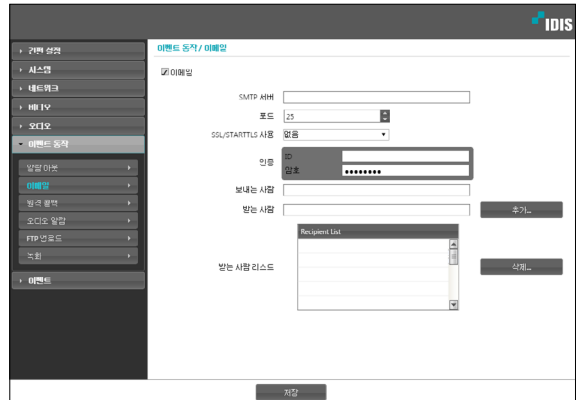 IDIS
간편 설정
시스템
네트워크
비디오
오디오
이벤트 동작
알람 아웃
이메일
원격 콜백
오디오 알람
FTP 업로드
녹화
이벤트
이벤트 동작 / 이메일
이메일
SMTP 서버
포트 25
SSL/STARTTLS 사용 없음
인증 ID
암호 ●●●●●●●●
보내는 사람
받는 사람 추가...
Recipient List
받는 사람 리스트 삭제...
저장